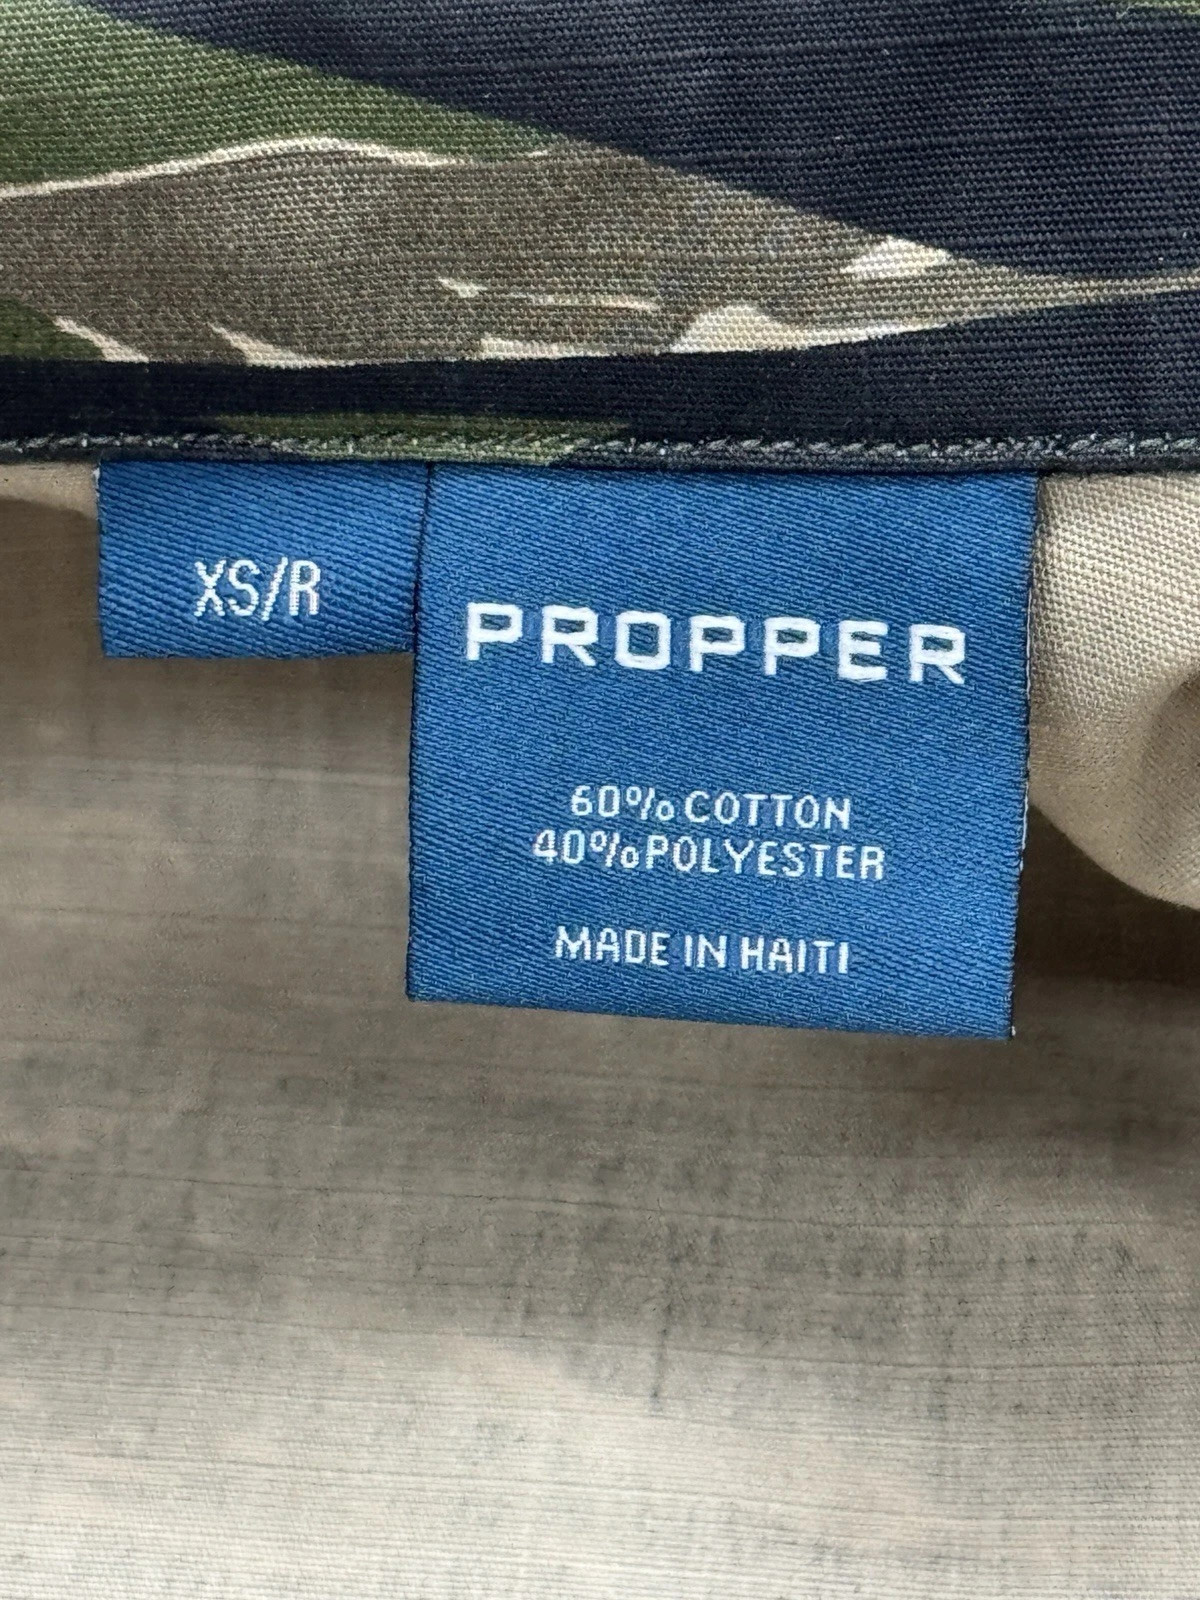 XS/R
PROPPER
60% COTTON
40% POLYESTER
MADE IN HAITI